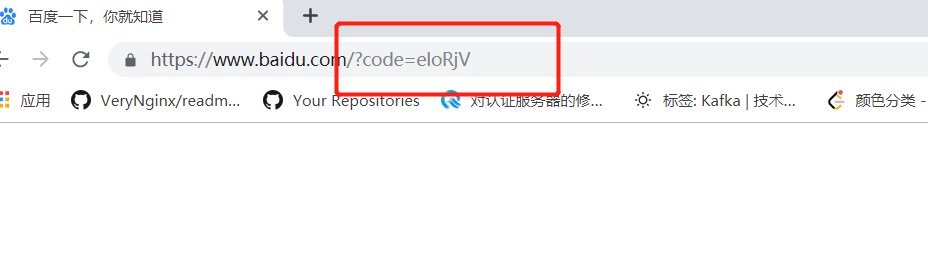 百度一下，你就知道
https://www.baidu.com/?code=eloRjV
应用 VeryNginx/readm... Your Repositories 对认证服务器的修... 标签: Kafka | 技术... 颜色分类 -